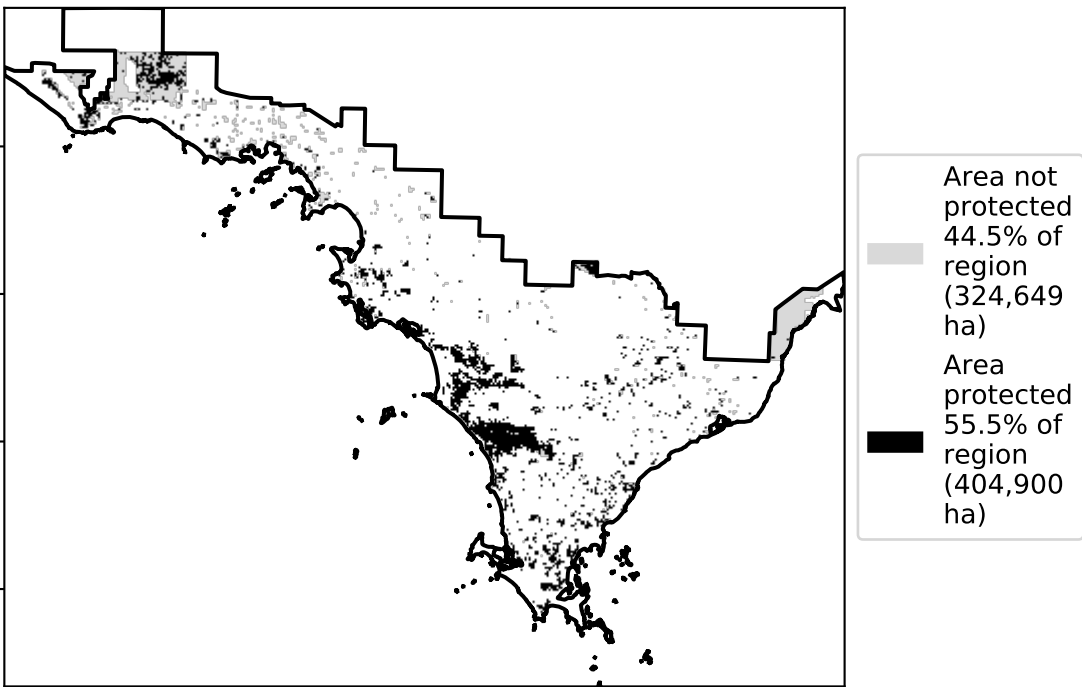 Area not
protected
44.5% of
region
(324,649
ha)
Area
protected
55.5% of
region
(404,900
ha)